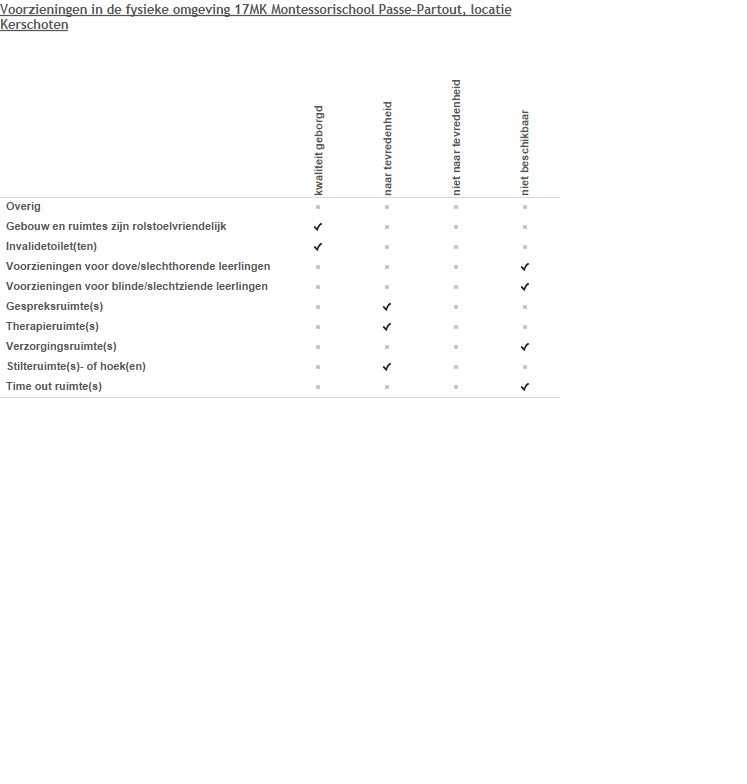 Voorzieningen in de fysieke omgeving 17MK Montessorischool Passe-Partout, locatie
Kerschoten
kwaliteit geborgd
naar tevredenheid
niet naar tevredenheid
niet beschikbaar
Overig
Gebouw en ruimtes zijn rolstoelvriendelijk
Invalidetoilet(ten)
Voorzieningen voor dove/slechthorende leerlingen
Voorzieningen voor blinde/slechtziende leerlingen
Gespreksruimte(s)
Therapieruimte(s)
Verzorgingsruimte(s)
Stilteruimte(s)- of hoek(en)
Time out ruimte(s)